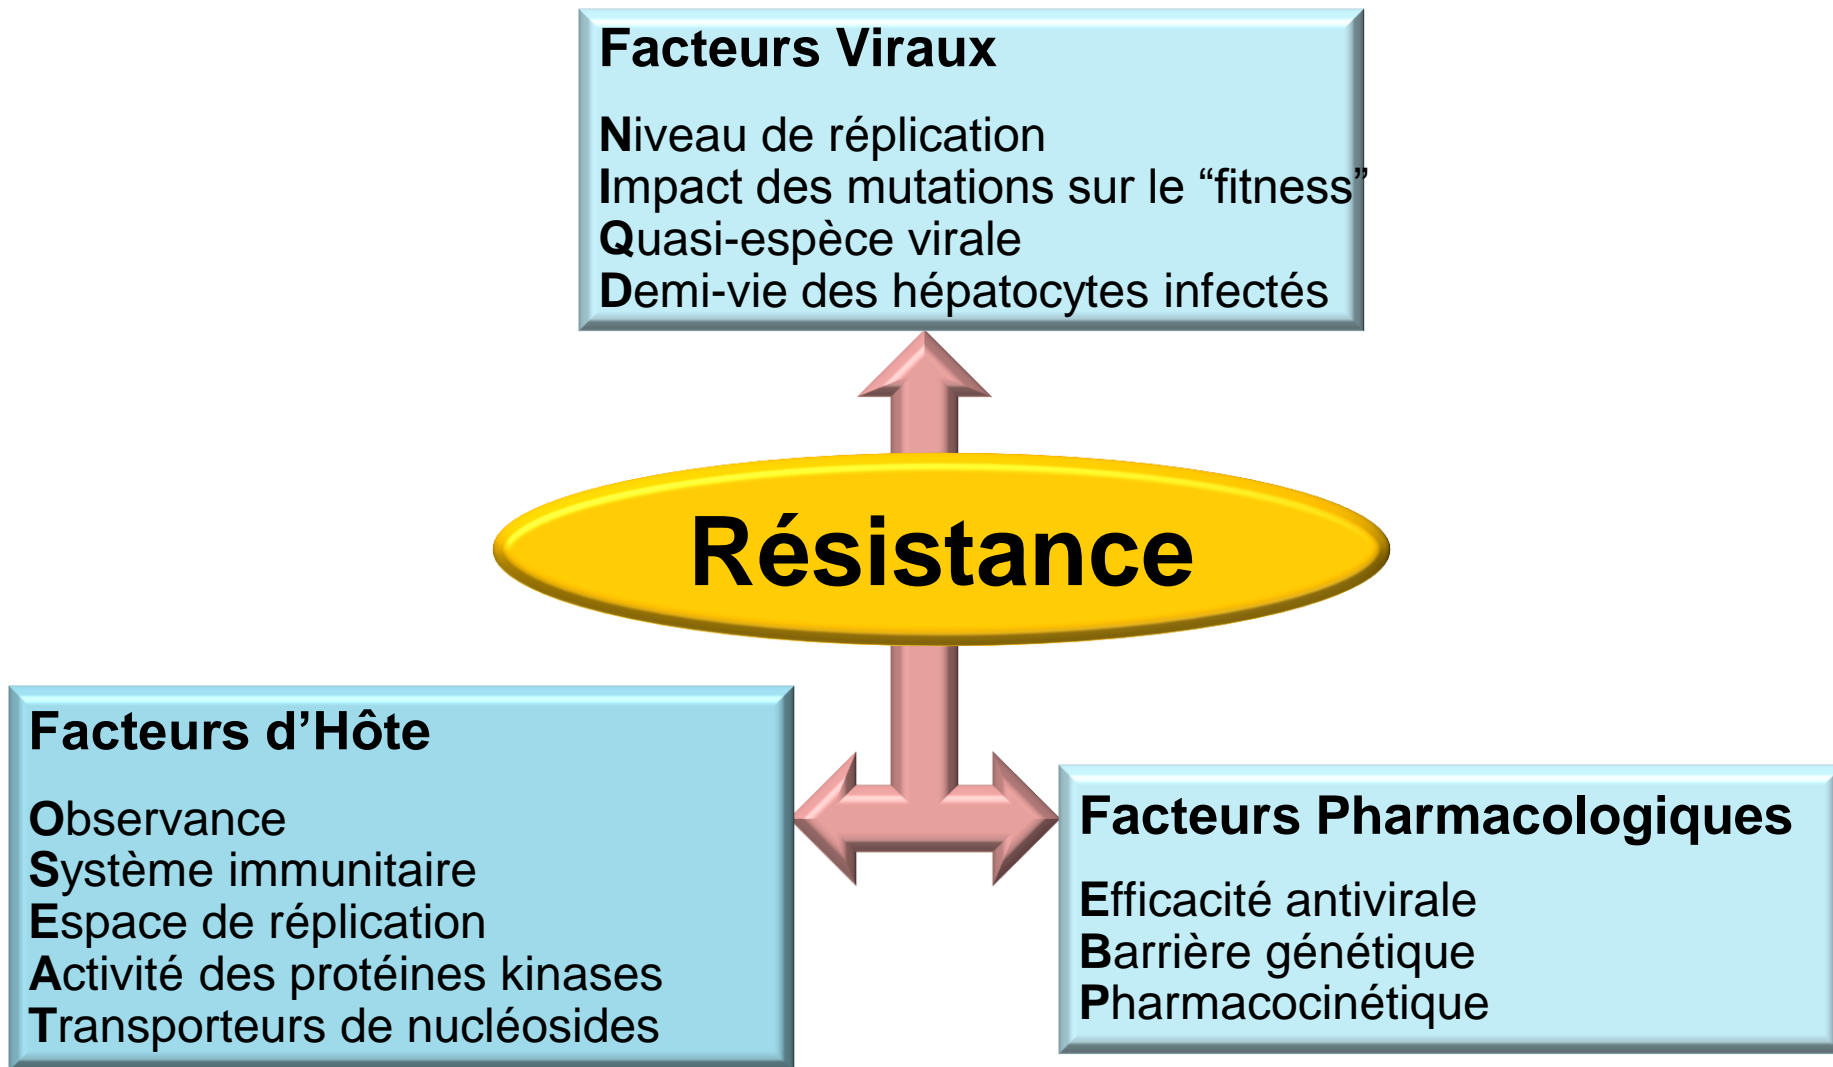 Facteurs Viraux
Niveau de réplication
Impact des mutations sur le “fitness”
Quasi-espèce virale
Demi-vie des hépatocytes infectés
Résistance
Facteurs d’Hôte
Observance
Système immunitaire
Espace de réplication
Activité des protéines kinases
Transporteurs de nucléosides
Facteurs Pharmacologiques
Efficacité antivirale
Barrière génétique
Pharmacocinétique